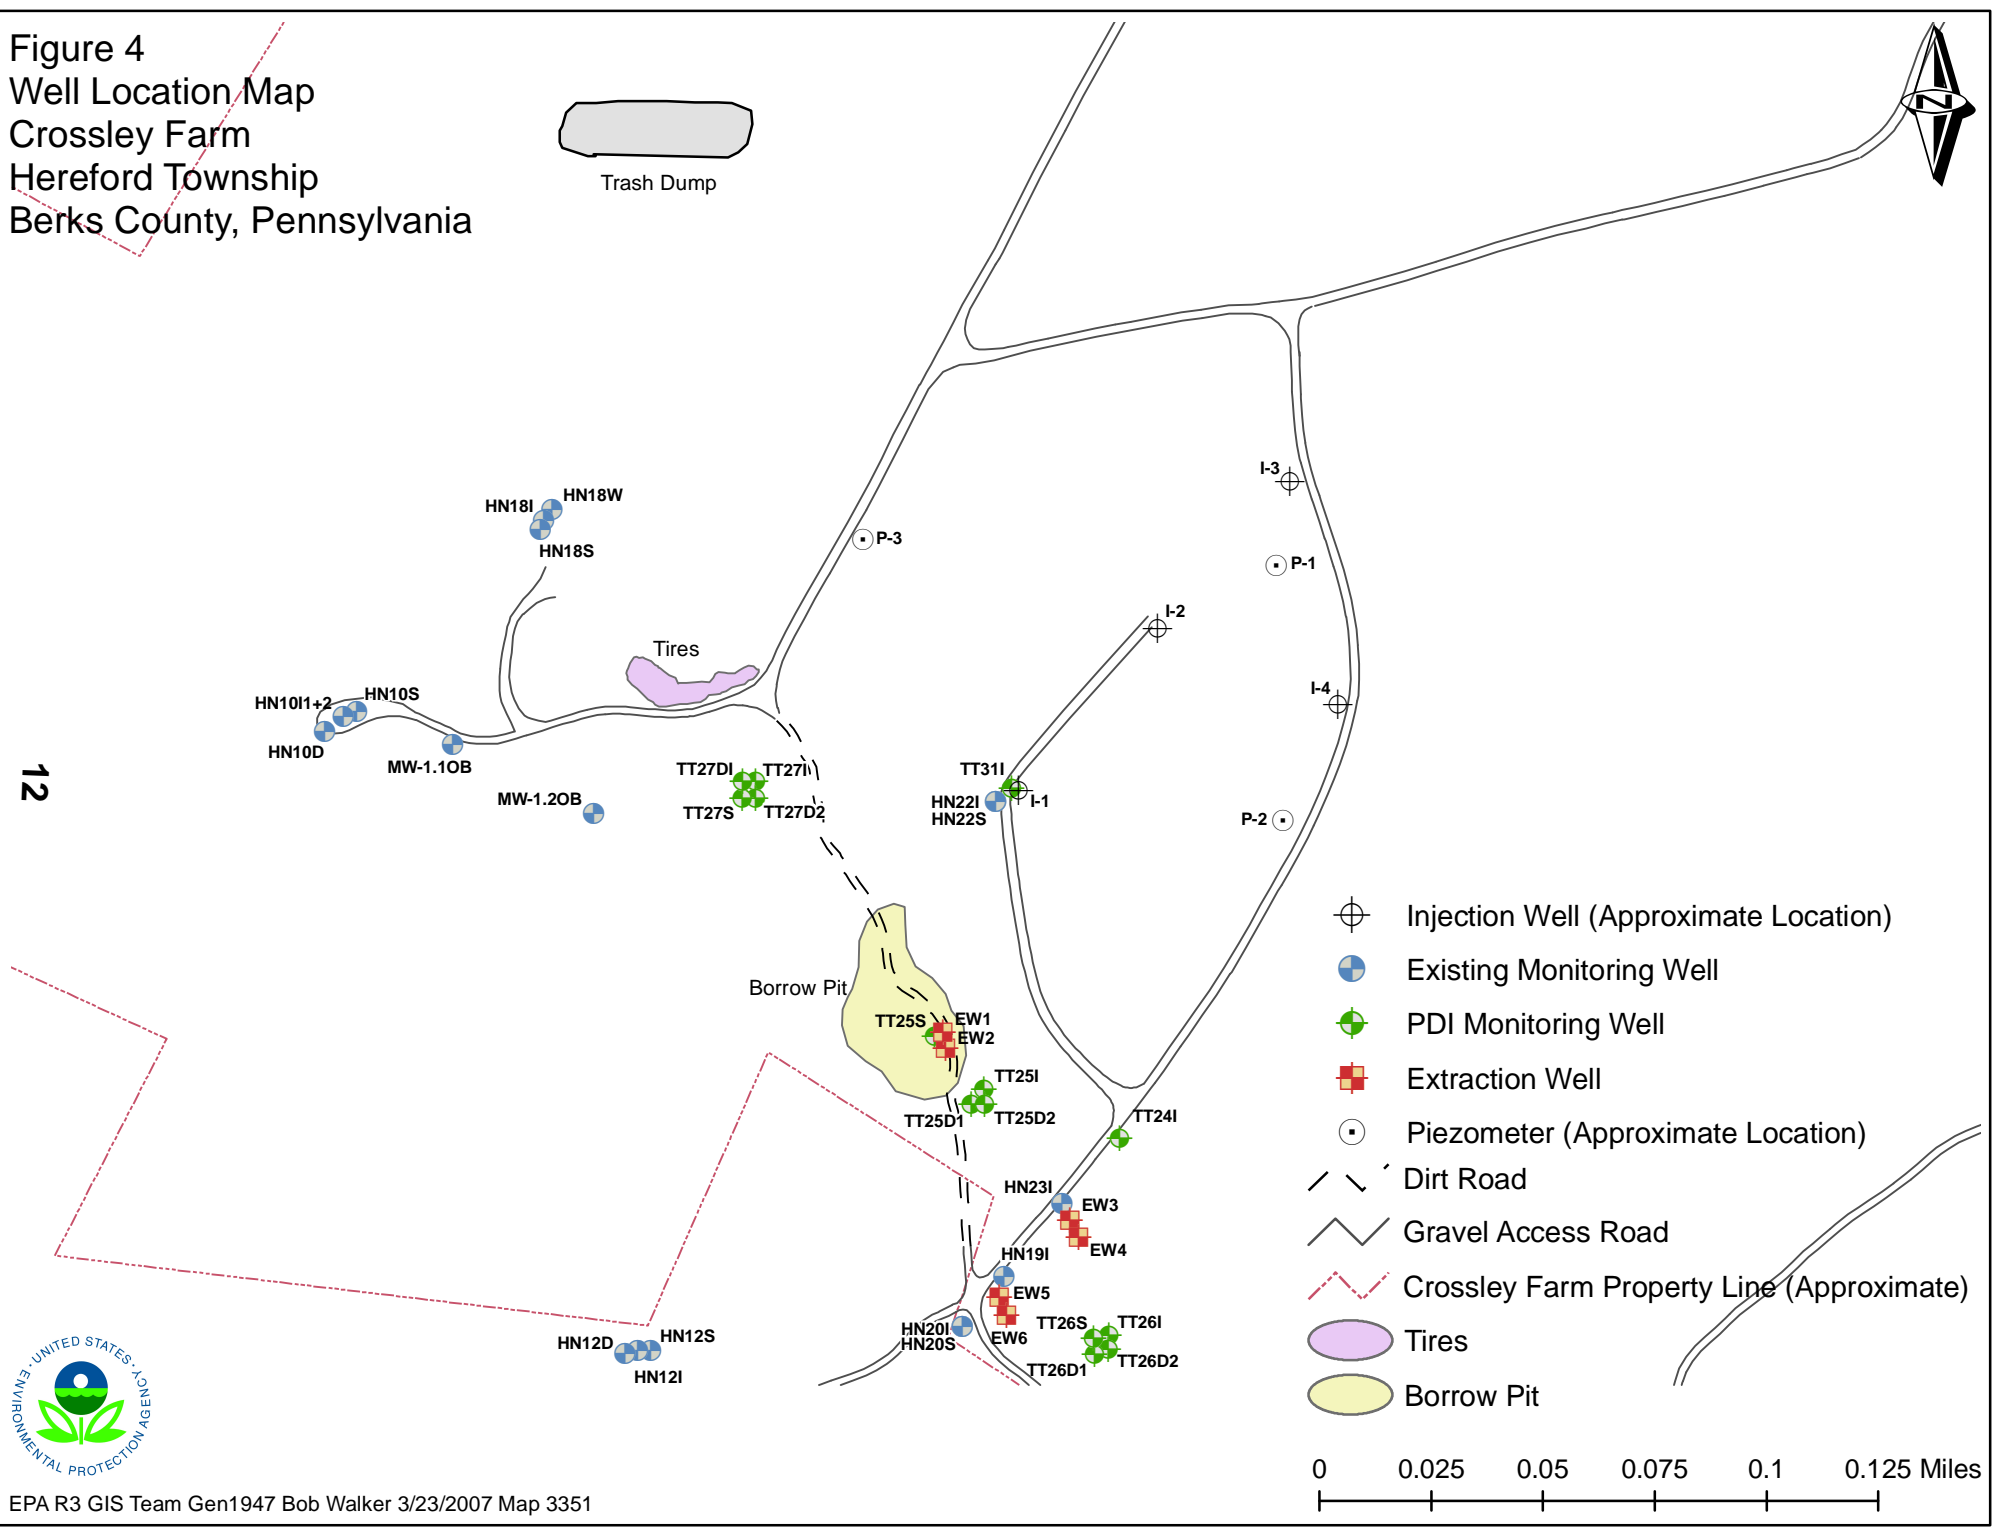 Figure 4
Well Location Map
Crossley Farm
Hereford Township
Berks County, Pennsylvania
Trash Dump
N
HN18I
HN18W
HN18S
P-3
I-3
P-1
I-2
Tires
I-4
HN10I1+2
HN10S
HN10D
MW-1.1OB
MW-1.2OB
TT27DI
TT27I
TT27S
TT27D2
TT31I
HN22I
HN22S
I-1
P-2
12
Borrow Pit
TT25S
EW1
EW2
TT25I
TT25D1
TT25D2
TT24I
HN23I
EW3
EW4
HN19I
EW5
EW6
HN20I
HN20S
TT26S
TT26I
TT26D1
TT26D2
HN12D
HN12S
HN12I
Injection Well (Approximate Location)
Existing Monitoring Well
PDI Monitoring Well
Extraction Well
Piezometer (Approximate Location)
Dirt Road
Gravel Access Road
Crossley Farm Property Line (Approximate)
Tires
Borrow Pit
UNITED STATES
ENVIRONMENTAL PROTECTION AGENCY
0 0.025 0.05 0.075 0.1 0.125 Miles
EPA R3 GIS Team Gen1947 Bob Walker 3/23/2007 Map 3351